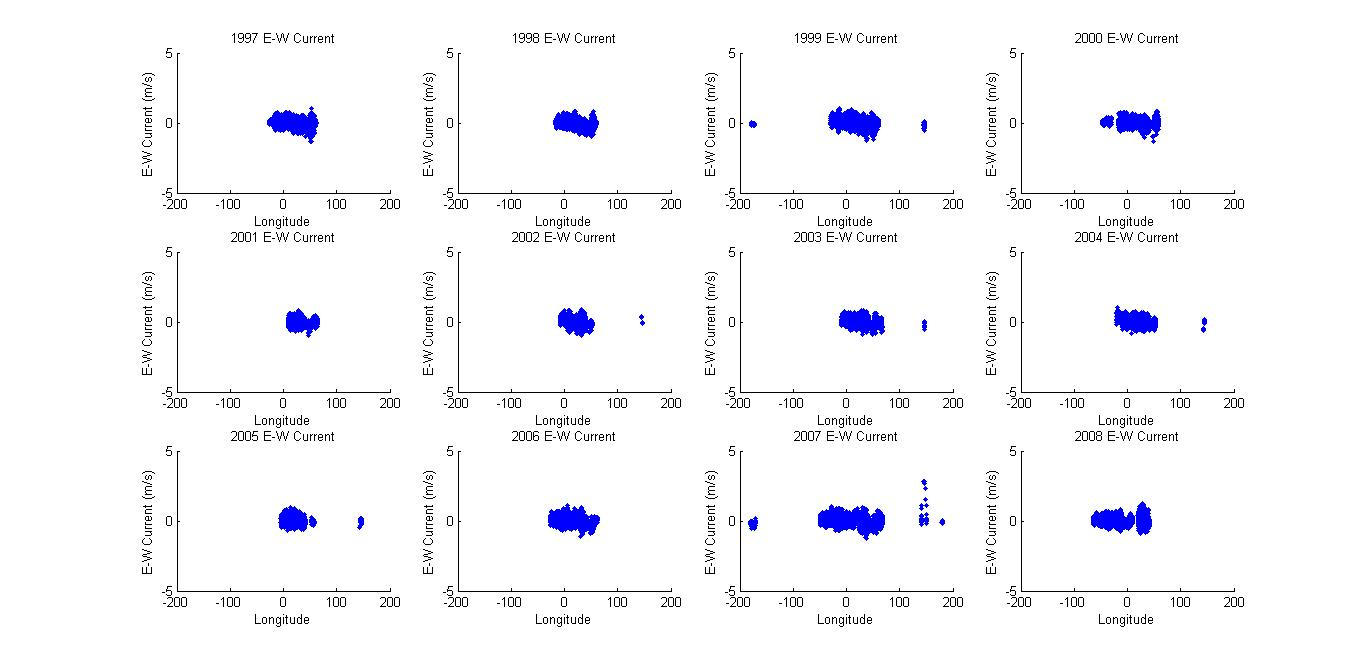 1997 E-W Current
1998 E-W Current
1999 E-W Current
2000 E-W Current
5 5 5 5
E-W Current (m/s) E-W Current (m/s) E-W Current (m/s) E-W Current (m/s)
0 0 0 0
-5 -5 -5 -5
-200 -100 0 100 200 -200 -100 0 100 200 -200 -100 0 100 200 -200 -100 0 100 200
Longitude Longitude Longitude Longitude
2001 E-W Current
2002 E-W Current
2003 E-W Current
2004 E-W Current
5 5 5 5
E-W Current (m/s) E-W Current (m/s) E-W Current (m/s) E-W Current (m/s)
0 0 0 0
-5 -5 -5 -5
-200 -100 0 100 200 -200 -100 0 100 200 -200 -100 0 100 200 -200 -100 0 100 200
Longitude Longitude Longitude Longitude
2005 E-W Current
2006 E-W Current
2007 E-W Current
2008 E-W Current
5 5 5 5
E-W Current (m/s) E-W Current (m/s) E-W Current (m/s) E-W Current (m/s)
0 0 0 0
-5 -5 -5 -5
-200 -100 0 100 200 -200 -100 0 100 200 -200 -100 0 100 200 -200 -100 0 100 200
Longitude Longitude Longitude Longitude